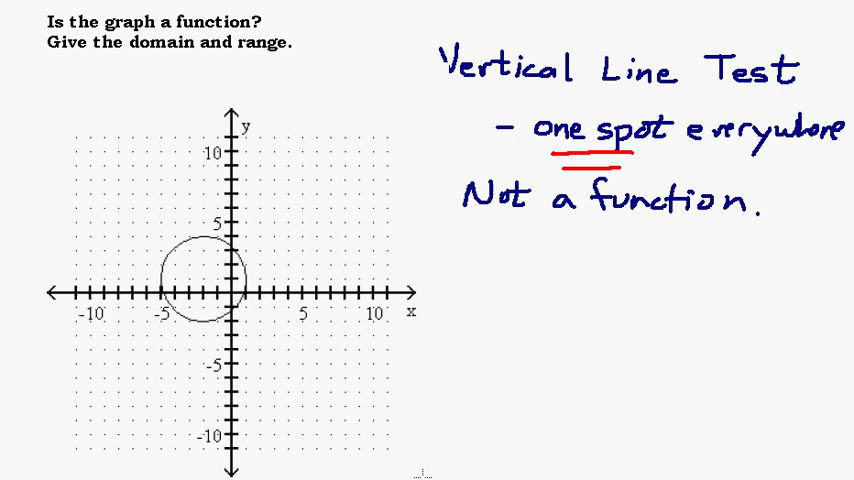 Is the graph a function?
Give the domain and range.
Vertical Line Test
- one spot everywhere
Not a function.
y
10
5
-10 -5 5 10 x
-5
-10